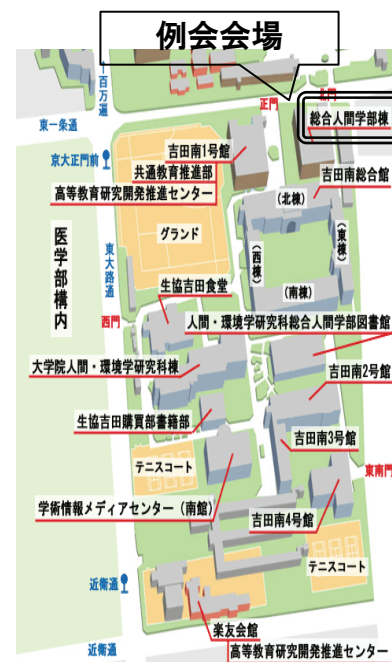 例会会場
百万遍
正門
北門
東一条通
総合人間学部棟
京大正門前
吉田南1号館
共通教育推進部
高等教育研究開発推進センター
吉田南総合館
(北棟)
グランド
医学部構内
東大路通
(西棟)
(東棟)
生協吉田食堂
(南棟)
西門
人間・環境学研究科総合人間学部図書館
大学院人間・環境学研究科棟
吉田南2号館
生協吉田購買部書籍部
吉田南3号館
テニスコート
東南門
学術情報メディアセンター(南館)
吉田南4号館
テニスコート
近衛通
楽友会館
近衛通
高等教育研究開発推進センター